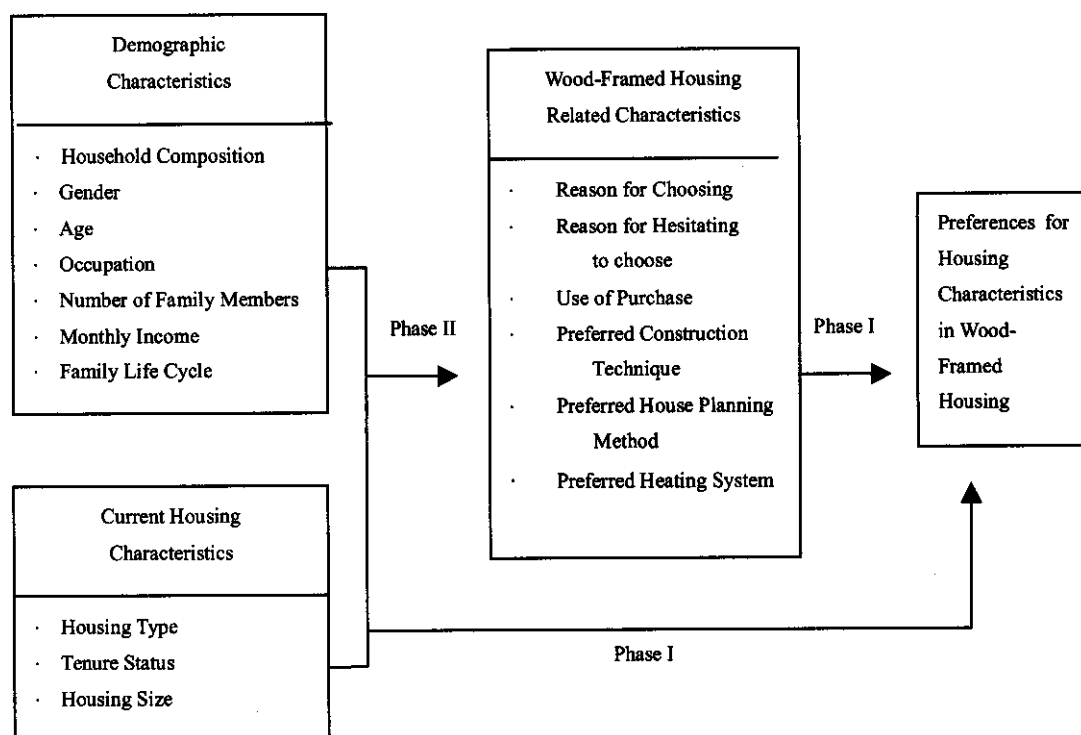 Demographic
Characteristics
· Household Composition
· Gender
· Age
· Occupation
· Number of Family Members
· Monthly Income
· Family Life Cycle
Current Housing
Characteristics
· Housing Type
· Tenure Status
· Housing Size
Phase II
Wood-Framed Housing
Related Characteristics
· Reason for Choosing
· Reason for Hesitating
to choose
· Use of Purchase
· Preferred Construction
Technique
· Preferred House Planning
Method
· Preferred Heating System
Phase I
Phase I
Preferences for
Housing
Characteristics
in Wood-
Framed
Housing